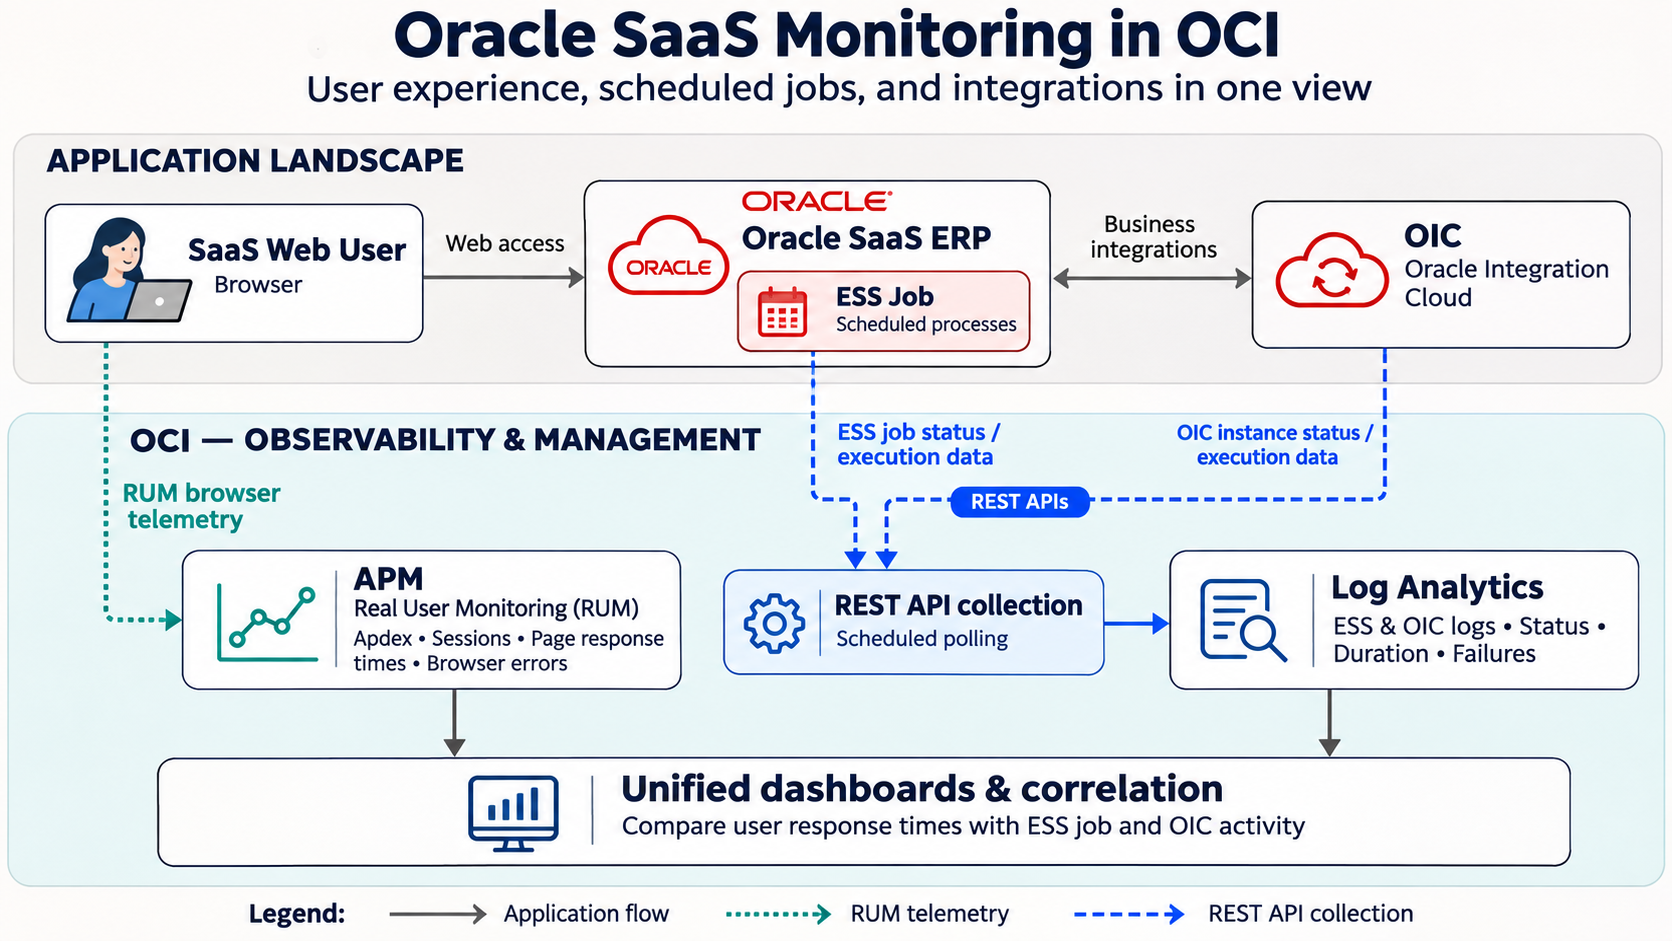 Oracle SaaS Monitoring in OCI
User experience, scheduled jobs, and integrations in one view
APPLICATION LANDSCAPE
SaaS Web User
Browser
Web access
ORACLE
ORACLE
Oracle SaaS ERP
ESS Job
Scheduled processes
Business
integrations
OIC
Oracle Integration
Cloud
OCI — OBSERVABILITY & MANAGEMENT
RUM browser
telemetry
ESS job status /
execution data
OIC instance status /
execution data
REST APIs
APM
Real User Monitoring (RUM)
Apdex • Sessions • Page response
times • Browser errors
REST API collection
Scheduled polling
Log Analytics
ESS & OIC logs • Status •
Duration • Failures
Unified dashboards & correlation
Compare user response times with ESS job and OIC activity
Legend:
Application flow
RUM telemetry
REST API collection